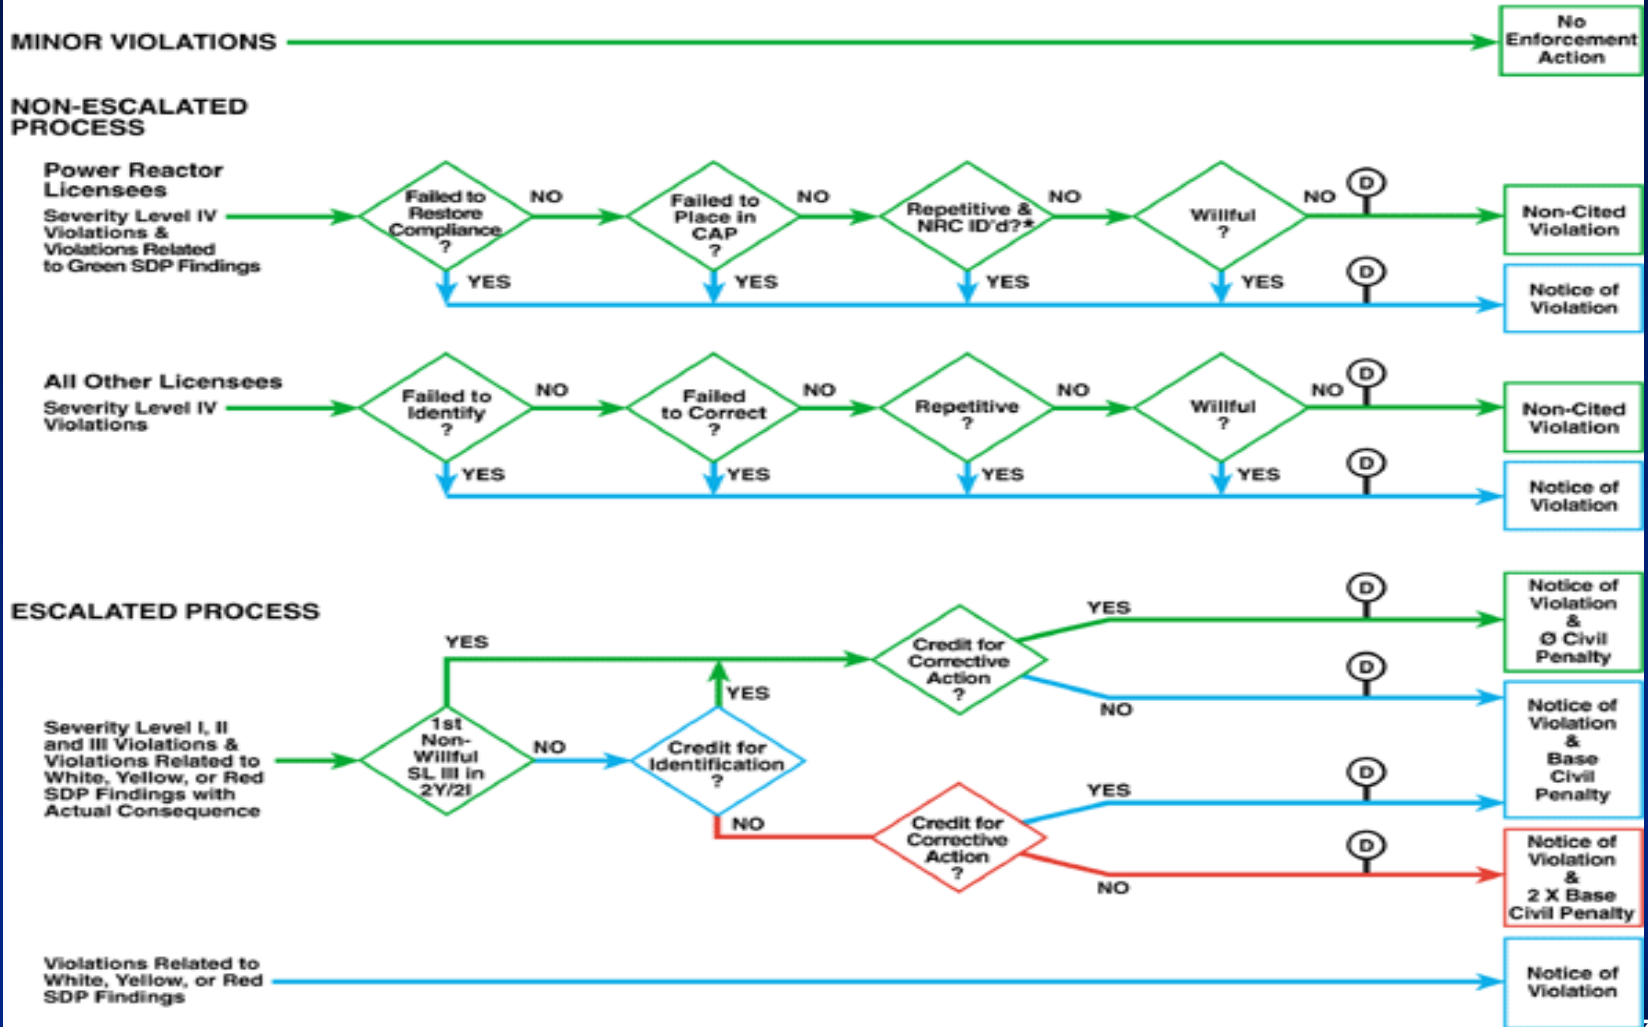 MINOR VIOLATIONS
No
Enforcement
Action
NON-ESCALATED
PROCESS
Power Reactor
Licensees
Severity Level IV
Violations &
Violations Related
to Green SDP Findings
Failed to
Restore
Compliance
?
NO
YES
Failed to
Place in
CAP
?
NO
YES
Repetitive &
NRC ID'd?*
NO
YES
Willful
?
NO
YES
D
Non-Cited
Violation
D
Notice of
Violation
All Other Licensees
Severity Level IV
Violations
Failed to
Identify
?
NO
YES
Failed
to Correct
?
NO
YES
Repetitive
?
NO
YES
Willful
?
NO
YES
D
Non-Cited
Violation
D
Notice of
Violation
ESCALATED PROCESS
Severity Level I, II
and III Violations &
Violations Related to
White, Yellow, or Red
SDP Findings with
Actual Consequence
1st
Non-
Willful
SL III in
2Y/2I
YES
NO
Credit for
Identification
?
YES
NO
Credit for
Corrective
Action
?
YES
D
Notice of
Violation
&
Ø Civil
Penalty
NO
D
Notice of
Violation
&
Base
Civil
Penalty
Credit for
Corrective
Action
?
YES
D
NO
D
Notice of
Violation
&
2 X Base
Civil Penalty
Violations Related to
White, Yellow, or Red
SDP Findings
Notice of
Violation